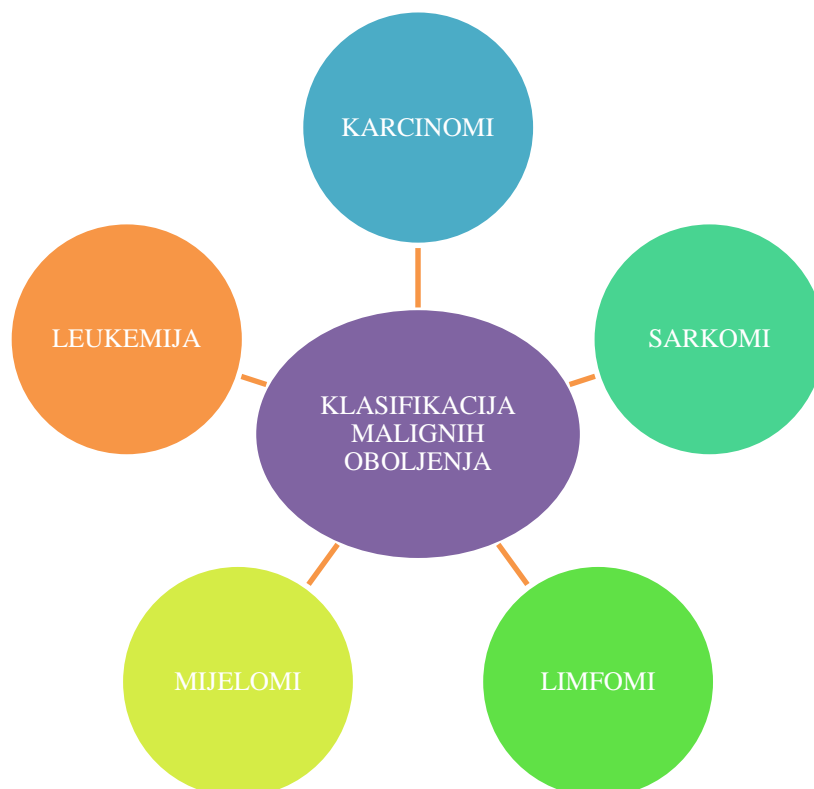 KARCINOMI
LEUKEMIJA
SARKOMI
KLASIFIKACIJA
MALIGNIH
OBOLJENJA
MIJELOMI
LIMFOMI